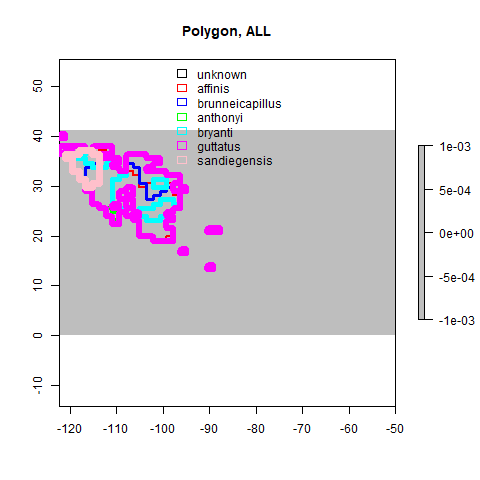 Polygon, ALL
unknown
affinis
brunneicapillus
anthonyi
bryanti
guttatus
sandiegensis
50
40
30
20
10
0
-10
-120 -110 -100 -90 -80 -70 -60 -50
1e-03
5e-04
0e+00
-5e-04
-1e-03